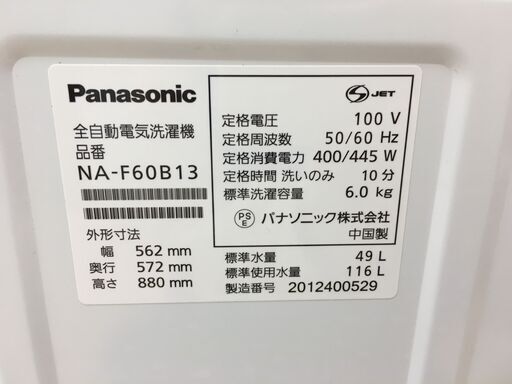 Panasonic
全自動電気洗濯機
品番
NA-F60B13
外形寸法
幅 562 mm
奥行 572 mm
高さ 880 mm
S JET
定格電圧 100 V
定格周波数 50/60 Hz
定格消費電力 400/445 W
定格時間 洗いのみ 10 分
標準洗濯容量 6.0 kg
PS E パナソニック株式会社
中国製
標準水量 49 L
標準使用水量 116 L
製造番号 2012400529